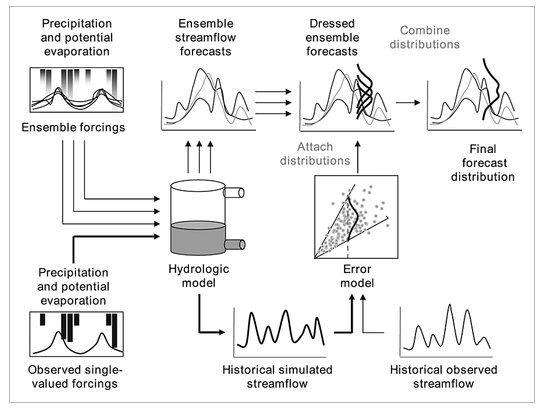 Precipitation
and potential
evaporation
Ensemble forcings
Ensemble
streamflow
forecasts
Dressed
ensemble
forecasts
Combine
distributions
Attach
distributions
Final
forecast
distribution
Hydrologic
model
Error
model
Precipitation
and potential
evaporation
Observed single-
valued forcings
Historical simulated
streamflow
Historical observed
streamflow